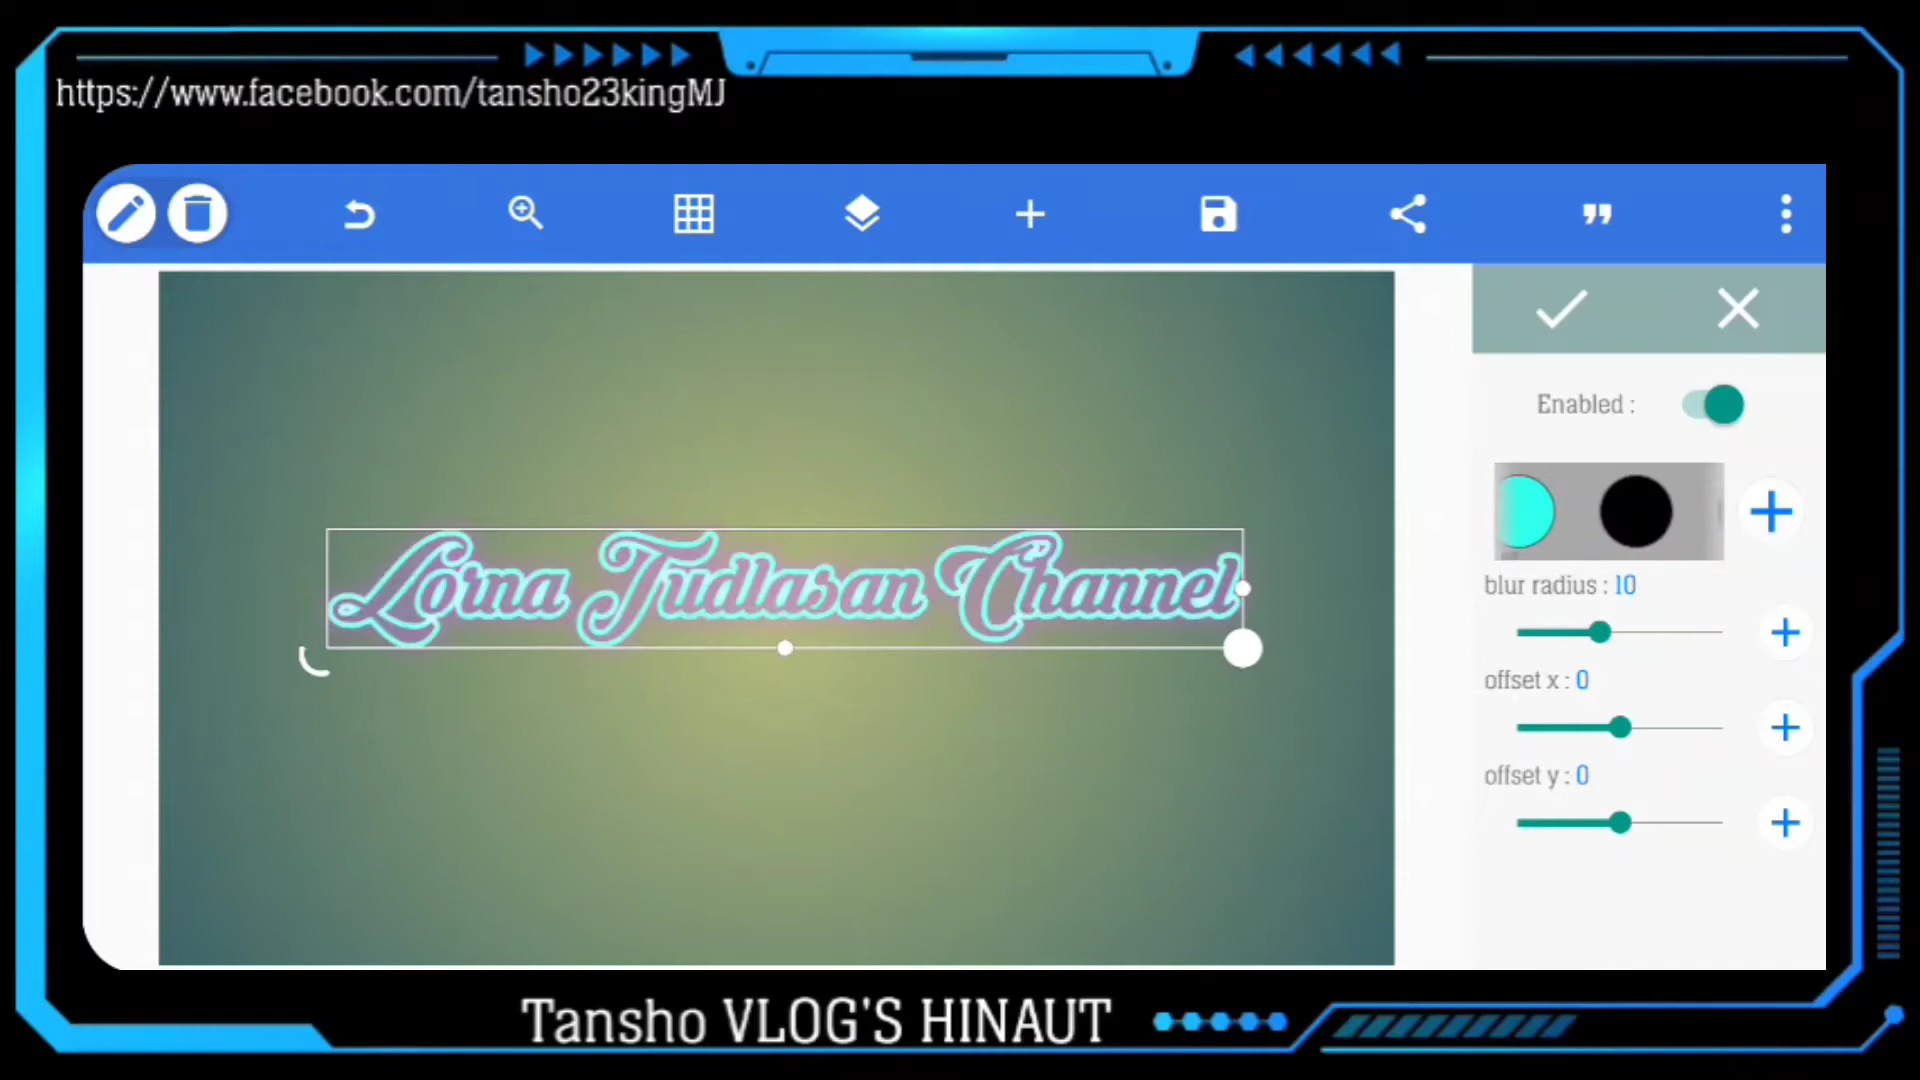 https://www.facebook.com/tansho23kingMJ
Enabled :
Lorna Tudlasan Channel
blur radius : 10
offset x : 0
offset y : 0
Tansho VLOG'S HINAUT